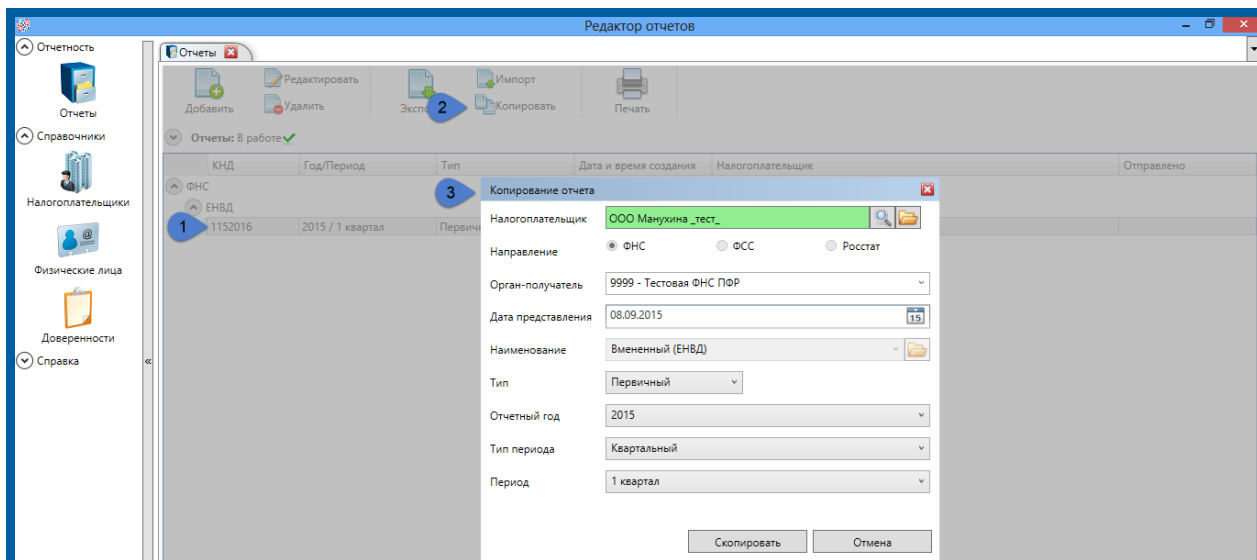 Редактор отчетов
Отчетность
Отчеты
Справочники
Налогоплательщики
Физические лица
Доверенности
Справка
«
Отчеты
Добавить
Редактировать
Удалить
2
Импорт
Копировать
Печать
Отчеты: В работе
КНД Год/Период Тип Дата и время создания Налогоплательщик Отправлено
ФНС
ЕНВД
1 1152016 2015 / 1 квартал
3 Копирование отчета
Налогоплательщик ООО Манухина _тест_
Направление ФНС ФСС Росстат
Орган-получатель 9999 - Тестовая ФНС ПФР
Дата представления 08.09.2015 15
Наименование Вмененный (ЕНВД)
Тип Первичный
Отчетный год 2015
Тип периода Квартальный
Период 1 квартал
Скопировать Отмена